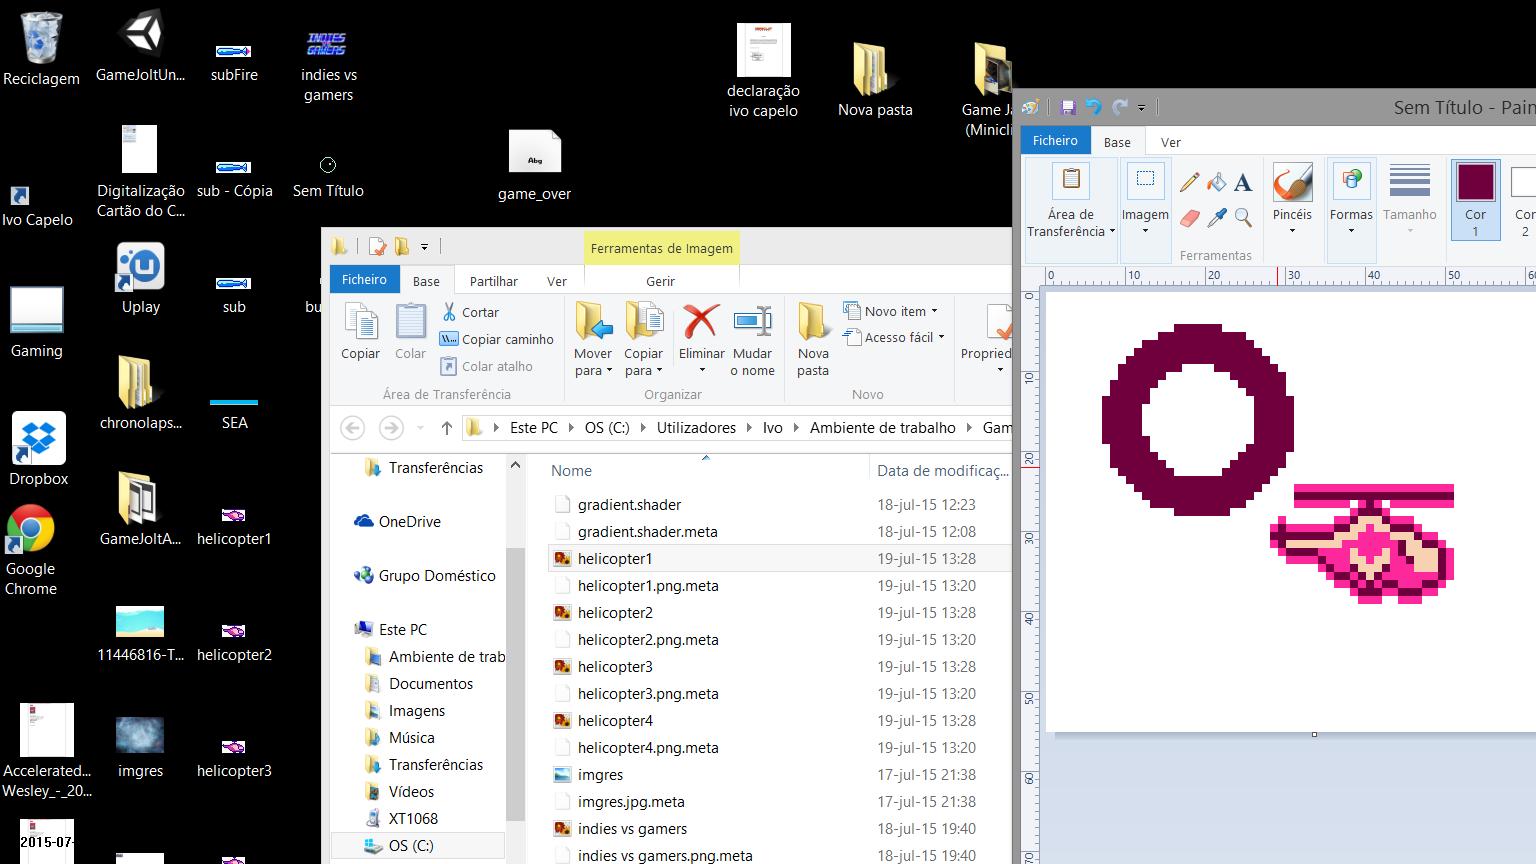 Reciclagem
GameJoltUn...
subFire
indies vs
gamers
INDIES
VS
GAMERS
declaração
ivo capelo
Nova pasta
Game Ja
(Minicli
Ivo Capelo
Digitalização
Cartão do C...
sub - Cópia
Sem Título
Abg
game_over
Gaming
Uplay
sub
bu
Dropbox
chronolaps...
SEA
Google
Chrome
GameJoltA...
helicopter1
11446816-T...
helicopter2
Accelerated...
Wesley_-_20...
imgres
helicopter3
2015-07-
Ferramentas de Imagem
Ficheiro
Base
Partilhar
Ver
Gerir
Copiar
Colar
Cortar
Copiar caminho
Colar atalho
Área de Transferência
Mover
para
Copiar
para
Eliminar
Mudar
o nome
Organizar
Nova
pasta
Novo item
Acesso fácil
Novo
Propried
Este PC
OS (C:)
Utilizadores
Ivo
Ambiente de trabalho
Gam
Transferências
OneDrive
Grupo Doméstico
Este PC
Ambiente de trab
Documentos
Imagens
Música
Transferências
Vídeos
XT1068
OS (C:)
Nome
Data de modificaç...
gradient.shader 18-jul-15 12:23
gradient.shader.meta 18-jul-15 12:08
helicopter1 19-jul-15 13:28
helicopter1.png.meta 19-jul-15 13:20
helicopter2 19-jul-15 13:28
helicopter2.png.meta 19-jul-15 13:20
helicopter3 19-jul-15 13:28
helicopter3.png.meta 19-jul-15 13:20
helicopter4 19-jul-15 13:28
helicopter4.png.meta 19-jul-15 13:20
imgres 17-jul-15 21:38
imgres.jpg.meta 17-jul-15 21:38
indies vs gamers 18-jul-15 19:40
indies vs gamers.png.meta 18-jul-15 19:40
Sem Título - Pain
Ficheiro
Base
Ver
Área de
Transferência
Imagem
A
Ferramentas
Pincéis
Formas
Tamanho
Cor
1
Cor
2
0 10 20 30 40 50 60
0
10
20
30
40
50
60
70